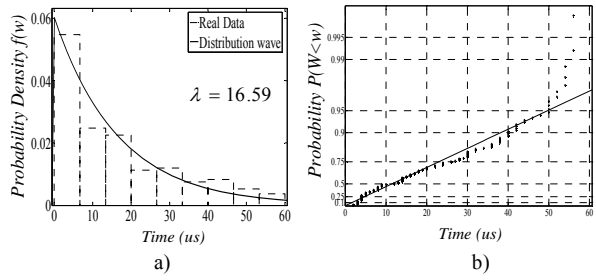 Probability Density f(w)
0.06
0.04
0.02
0
Real Data
Distribution wave
λ = 16.59
0 10 20 30 40 50 60
Time (us)
a)
Probability P(W<w)
0.995
0.99
0.95
0.9
0.75
0.5
0.25
0.1
0 10 20 30 40 50 60
Time (us)
b)